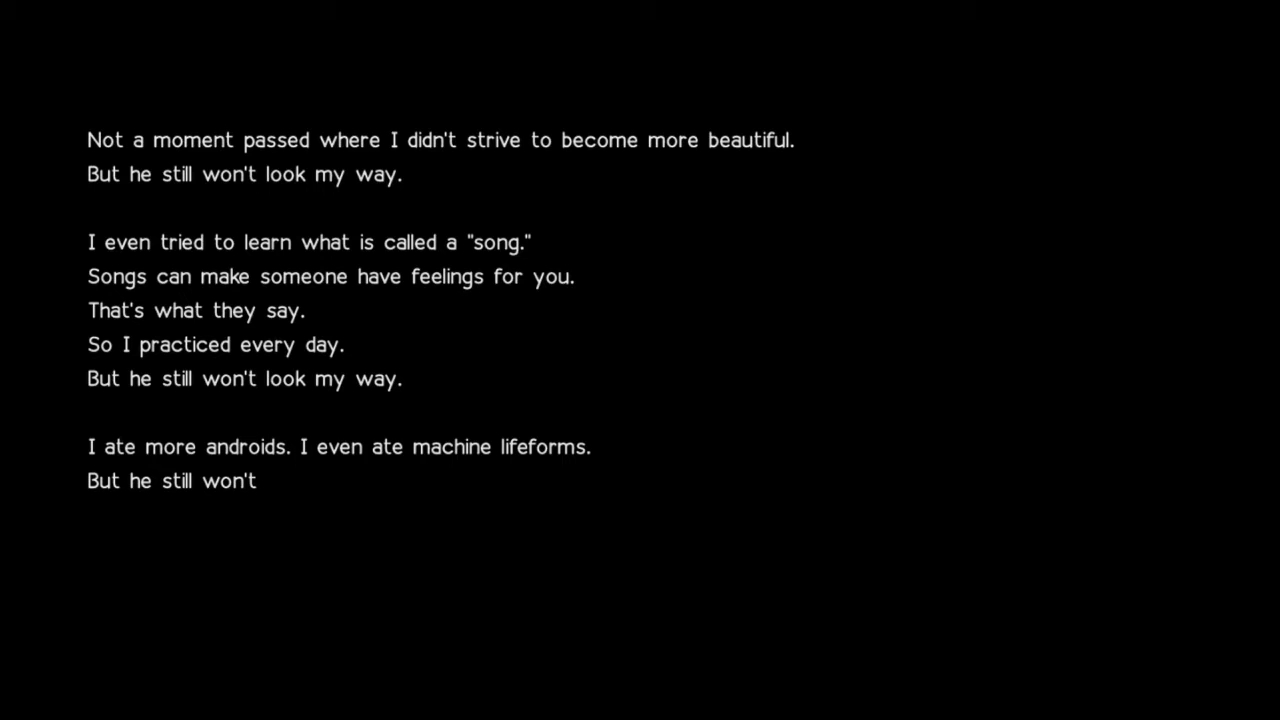 Not a moment passed where I didn't strive to become more beautiful.
But he still won't look my way.
I even tried to learn what is called a "song."
Songs can make someone have feelings for you.
That's what they say.
So I practiced every day.
But he still won't look my way.
I ate more androids. I even ate machine lifeforms.
But he still won't